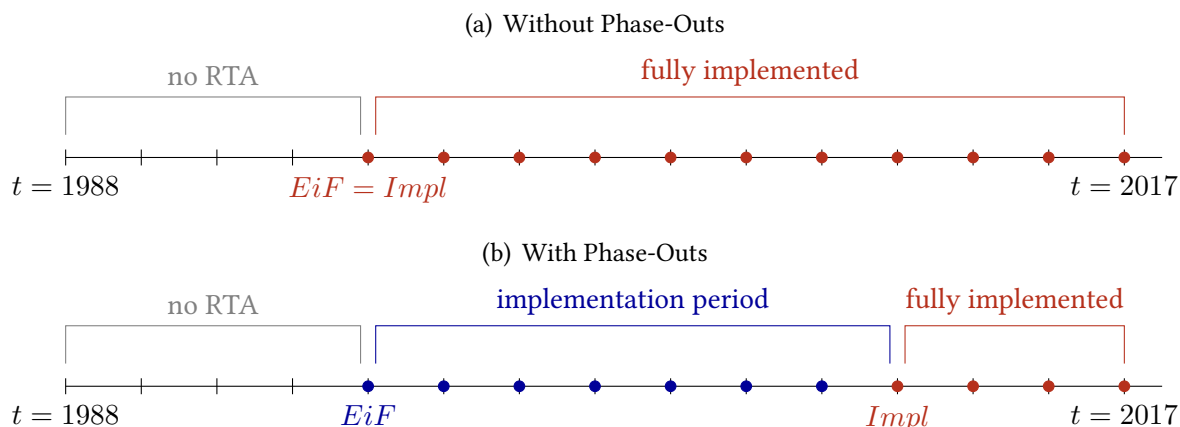 (a) Without Phase-Outs
no RTA fully implemented
t = 1988 EiF = Impl t = 2017
(b) With Phase-Outs
no RTA implementation period fully implemented
t = 1988 EiF Impl t = 2017